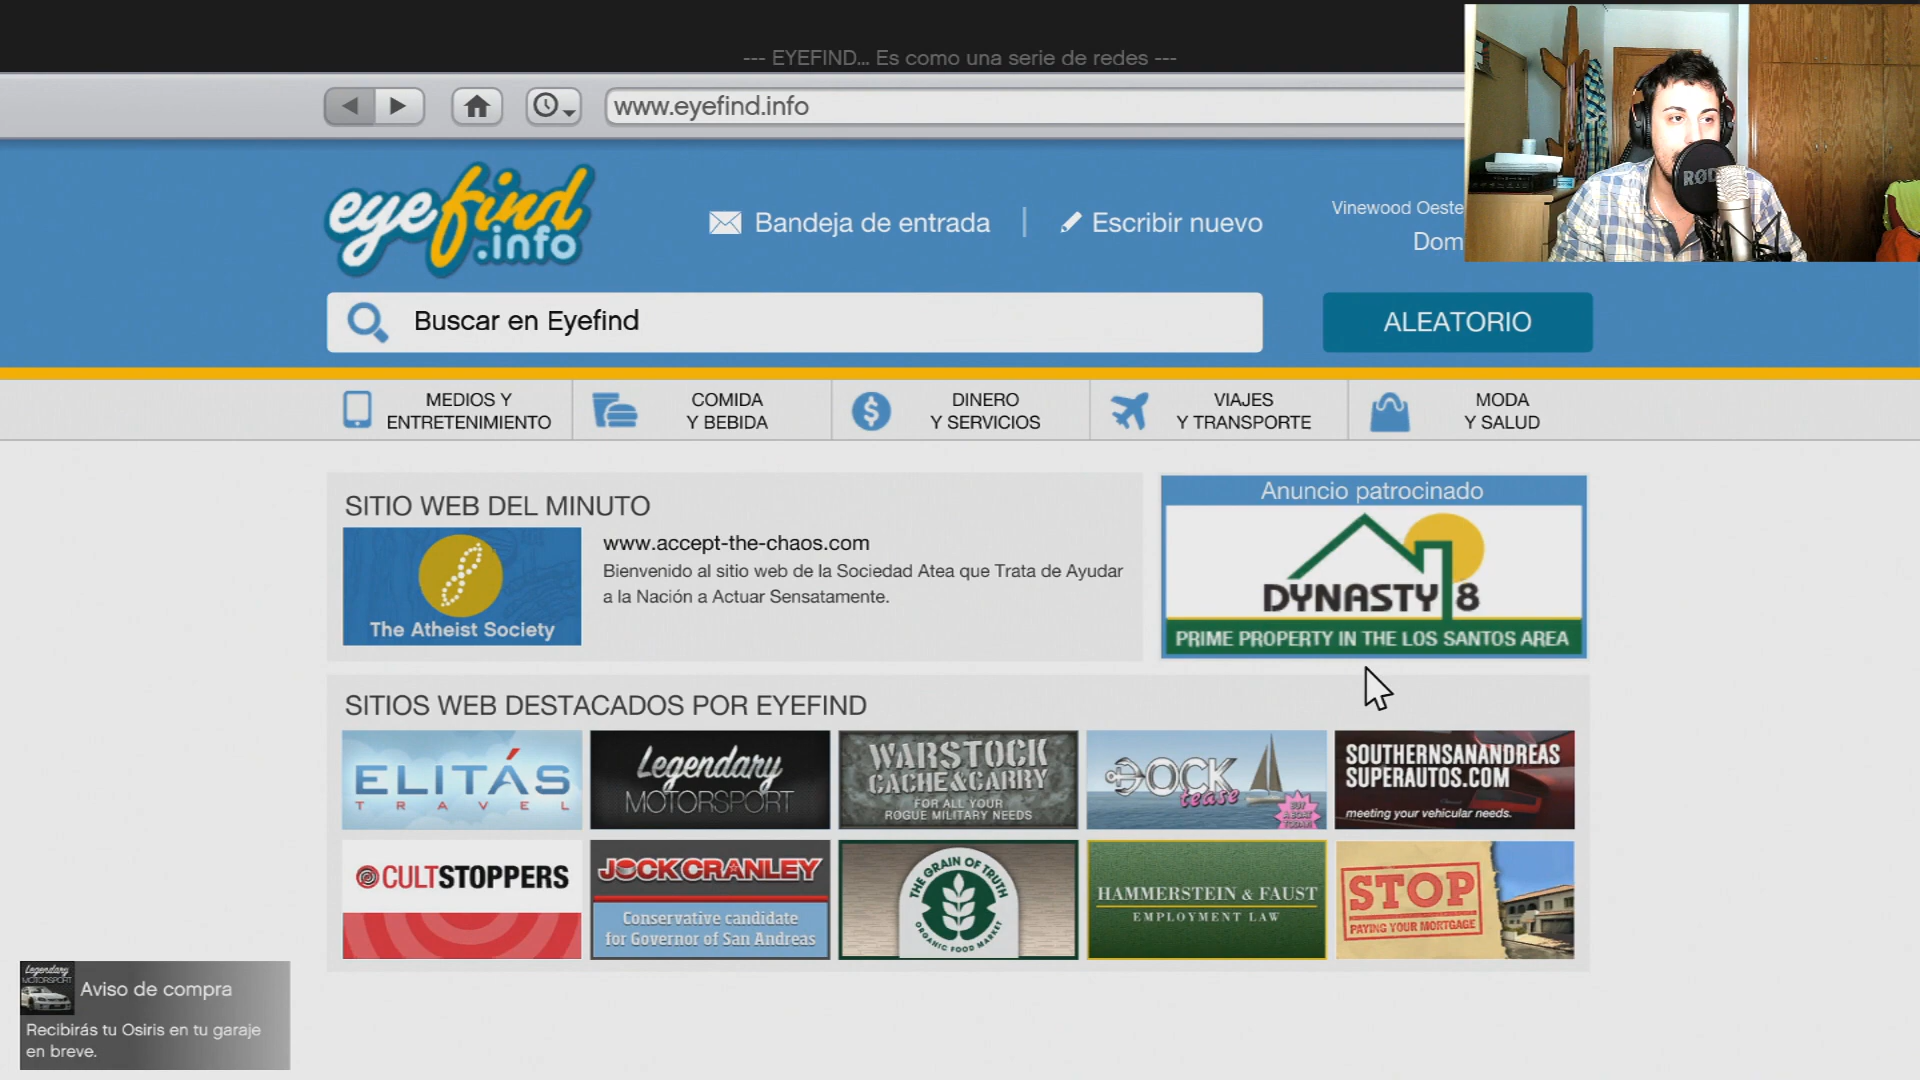 --- EYEFIND... Es como una serie de redes ---
www.eyefind.info
eyefind
.info
Bandeja de entrada
Escribir nuevo
Vinewood Oeste
Dom
RØD
Buscar en Eyefind
ALEATORIO
MEDIOS Y
ENTRETENIMIENTO
COMIDA
Y BEBIDA
DINERO
Y SERVICIOS
VIAJES
Y TRANSPORTE
MODA
Y SALUD
SITIO WEB DEL MINUTO
The Atheist Society
www.accept-the-chaos.com
Bienvenido al sitio web de la Sociedad Atea que Trata de Ayudar
a la Nación a Actuar Sensatamente.
Anuncio patrocinado
DYNASTY 8
PRIME PROPERTY IN THE LOS SANTOS AREA
SITIOS WEB DESTACADOS POR EYEFIND
ELITÁS
TRAVEL
Legendary
MOTORSPORT
WARSTOCK
CACHE&CARRY
FOR ALL YOUR
ROGUE MILITARY NEEDS
DOCK
tease
BUY
A BOAT
TODAY!
SOUTHERNSANANDREAS
SUPERAUTOS.COM
meeting your vehicular needs.
CULTSTOPPERS
JOCK CRANLEY
Conservative candidate
for Governor of San Andreas
THE GRAIN OF TRUTH
ORGANIC FOOD MARKET
HAMMERSTEIN & FAUST
EMPLOYMENT LAW
STOP
PAYING YOUR MORTGAGE
Legendary
MOTORSPORT
Aviso de compra
Recibirás tu Osiris en tu garaje
en breve.